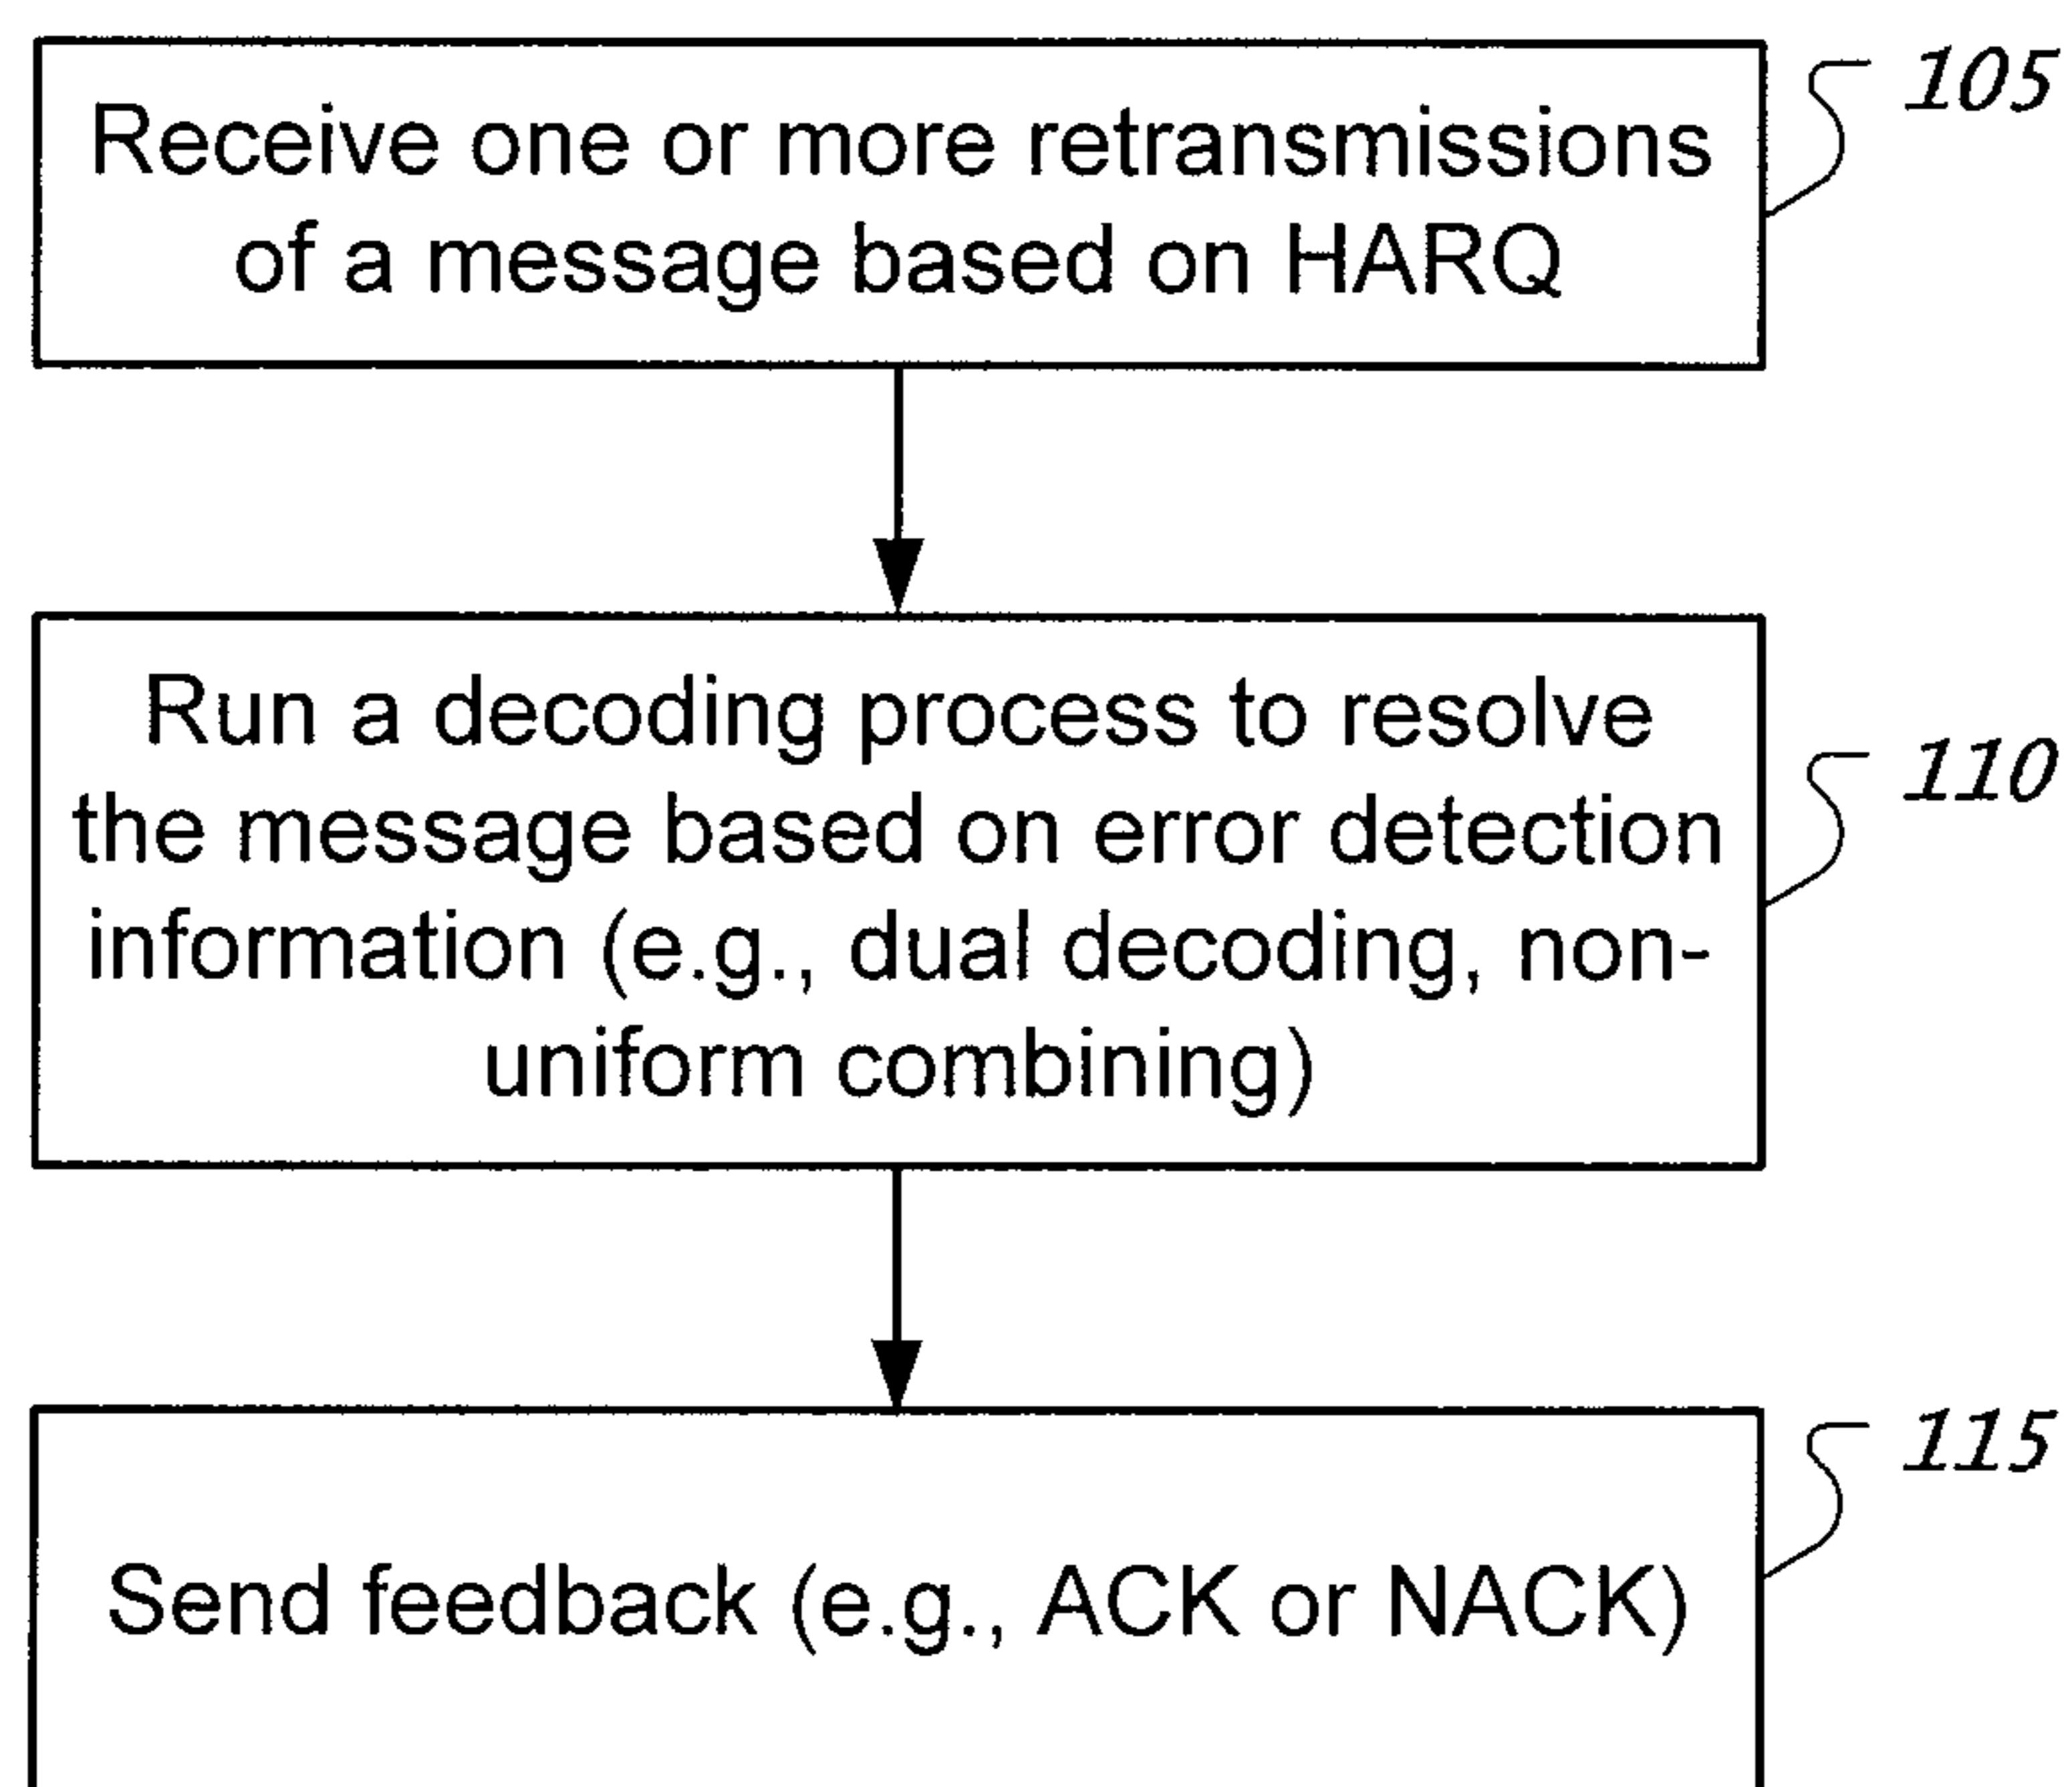 Receive one or more retransmissions
of a message based on HARQ
105
Run a decoding process to resolve
the message based on error detection
information (e.g., dual decoding, non-
uniform combining)
110
Send feedback (e.g., ACK or NACK)
115